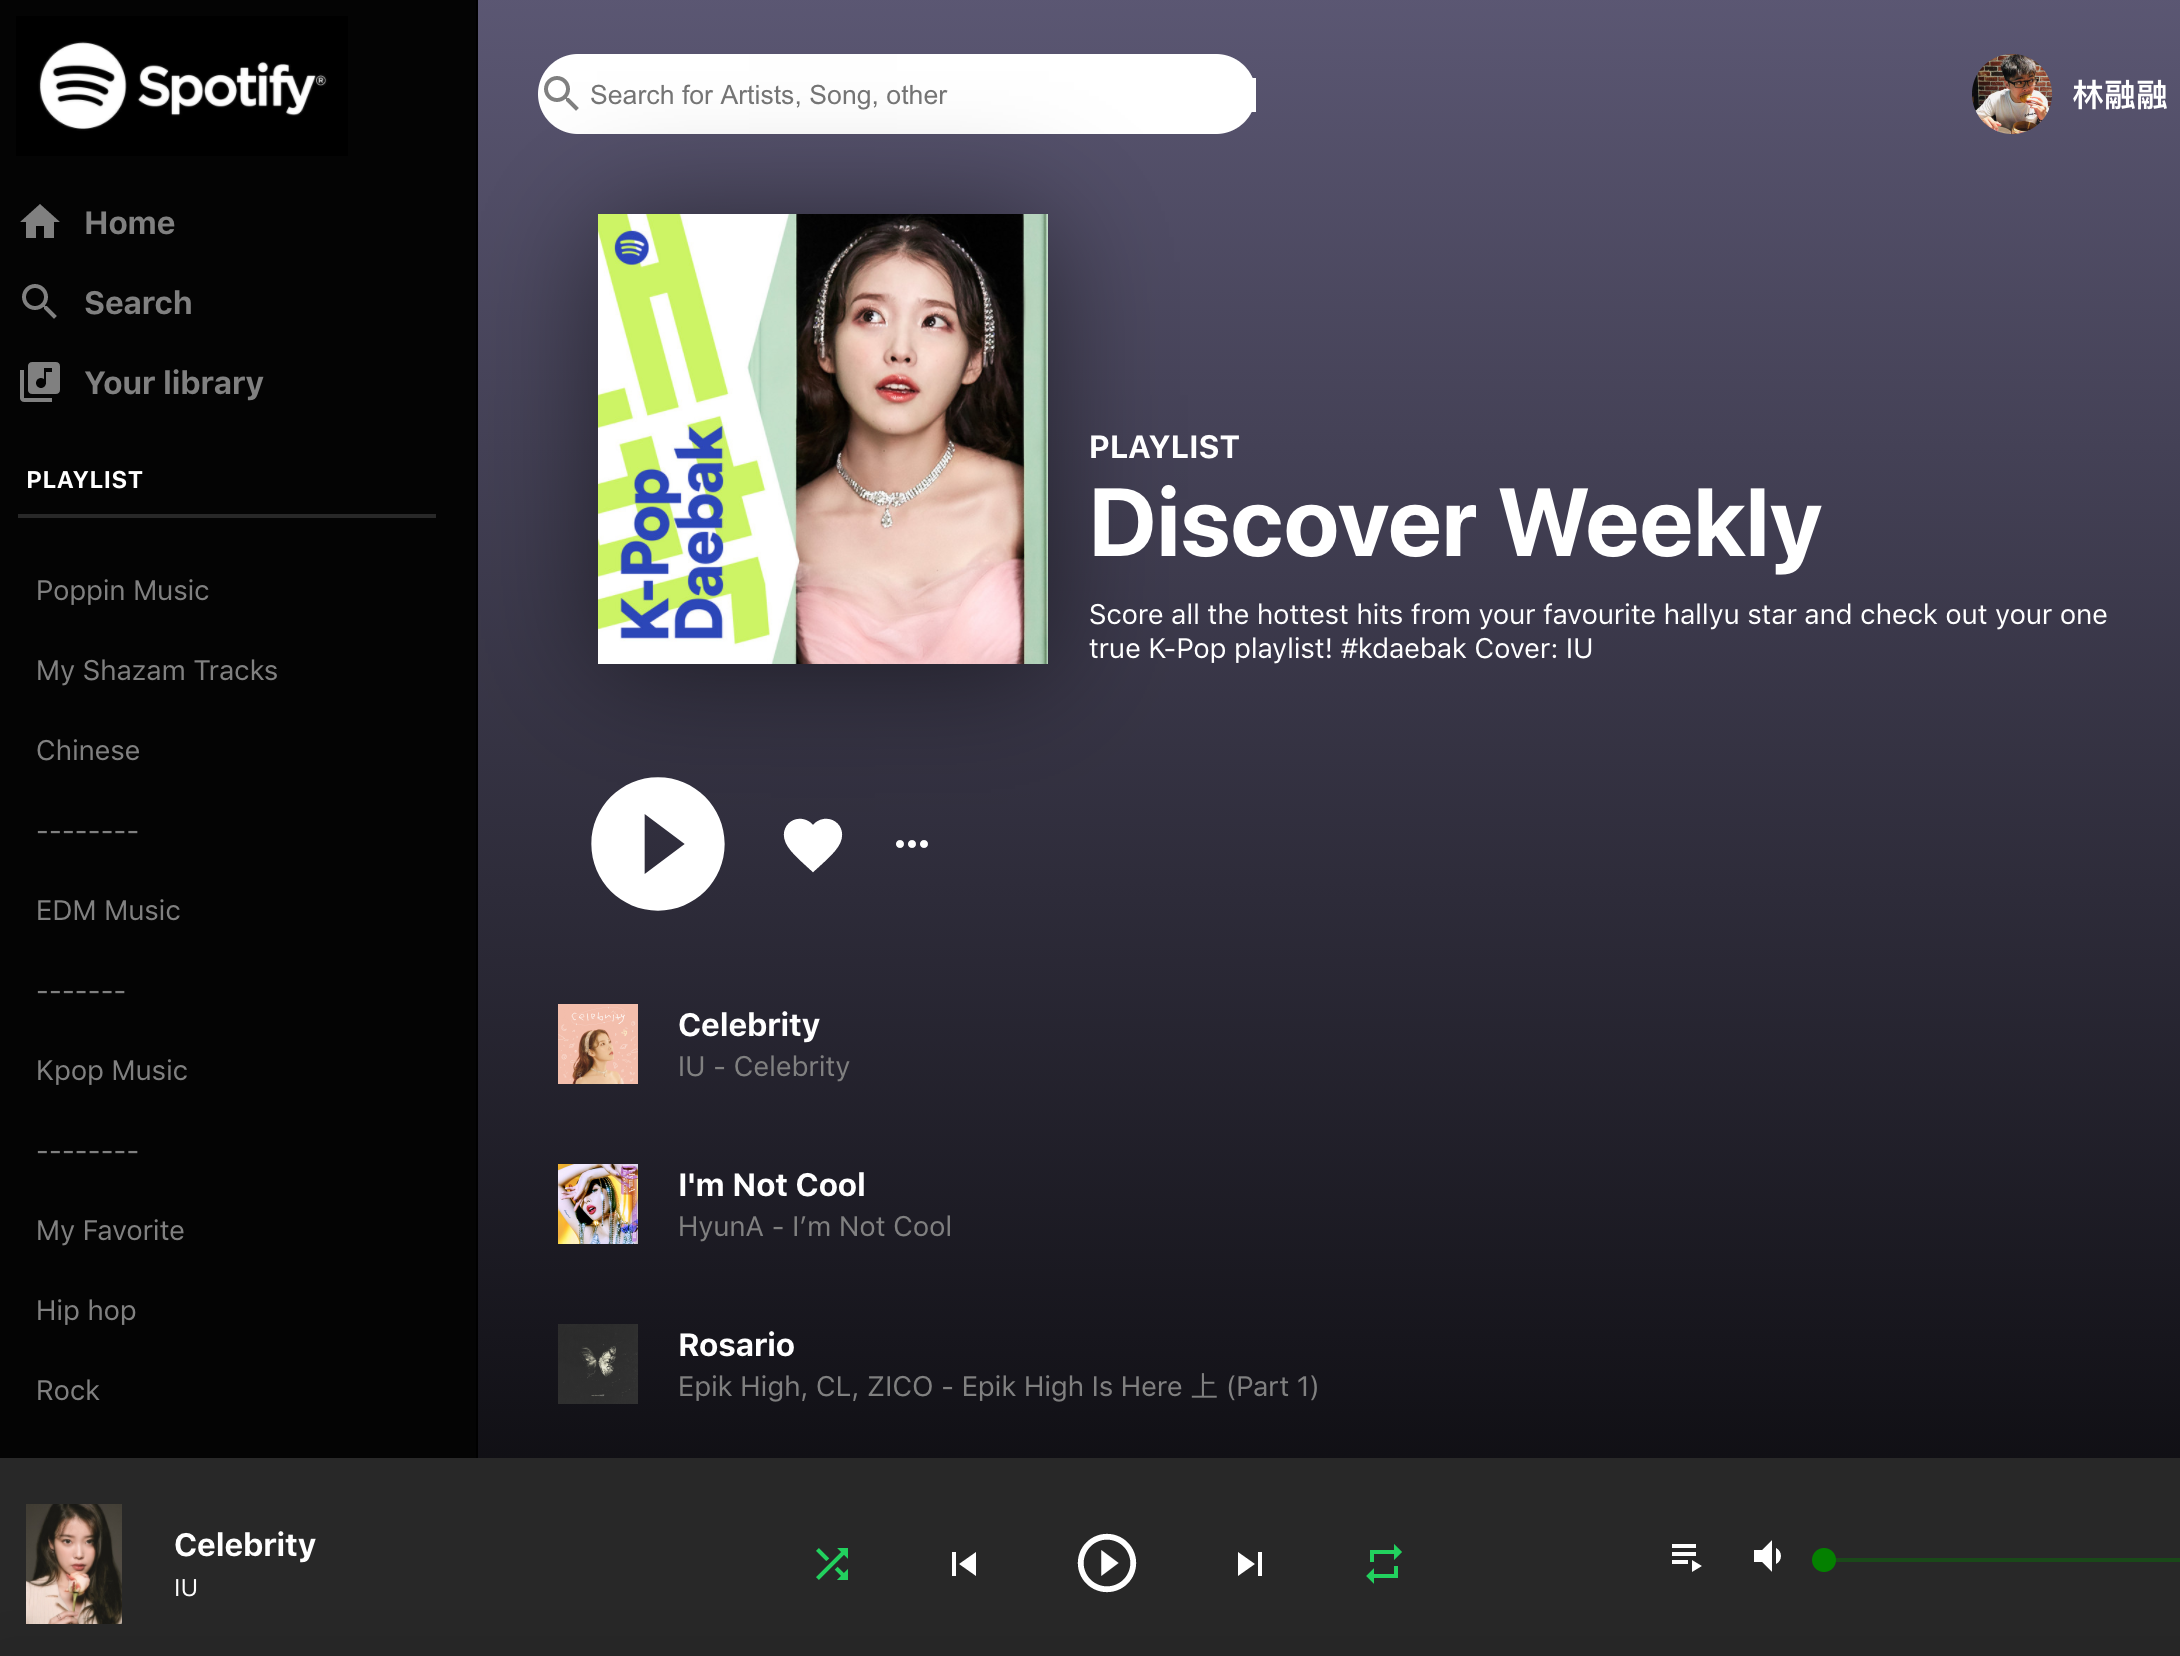 Spotify®
Home
Search
Your library
PLAYLIST
Poppin Music
My Shazam Tracks
Chinese
--------
EDM Music
-------
Kpop Music
--------
My Favorite
Hip hop
Rock
Search for Artists, Song, other
林融融
K-Pop
Daebak
PLAYLIST
Discover Weekly
Score all the hottest hits from your favourite hallyu star and check out your one
true K-Pop playlist! #kdaebak Cover: IU
Celebrity
Celebrity
IU - Celebrity
I'm Not Cool
HyunA - I’m Not Cool
Rosario
Epik High, CL, ZICO - Epik High Is Here 上 (Part 1)
Celebrity
IU